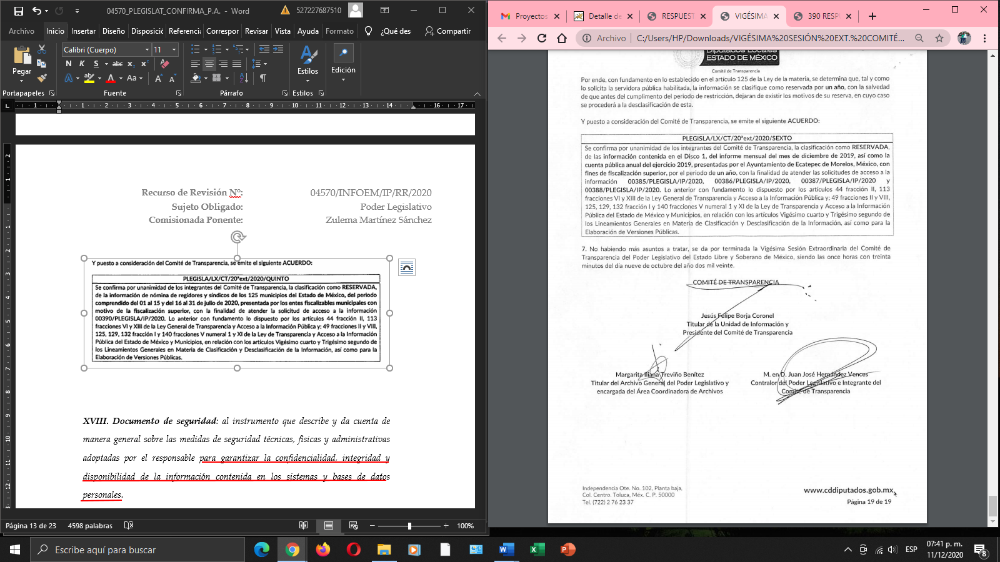 04570_PLEGISLAT_CONFIRMA_P.A. - Word
527227687510
Archivo Inicio Insertar Diseño Disposició Referencia Correspor Revisar Vista Ayuda Formato ¿Qué des Compartir
Pegar
Calibri (Cuerpo) 11
N K S abc x₂ x²
A A Aa A A
Estilos
Edición
Portapapeles Fuente Párrafo Estilos
1 1 2 3 4 5 6 7 8 9 10 11 12 13 14 16 17
Recurso de Revisión N°: 04570/INFOEM/IP/RR/2020
Sujeto Obligado: Poder Legislativo
Comisionada Ponente: Zulema Martínez Sánchez
Y puesto a consideración del Comité de Transparencia, se emite el siguiente ACUERDO:
PLEGISLA/LX/CT/20ªext/2020/QUINTO
Se confirma por unanimidad de los integrantes del Comité de Transparencia, la clasificación como RESERVADA,
de la información de nómina de regidores y síndicos de los 125 municipios del Estado de México, del periodo
comprendido del 01 al 15 y del 16 al 31 de julio de 2020, presentada por los entes fiscalizables municipales con
motivo de la fiscalización superior, con la finalidad de atender la solicitud de acceso a la información
00390/PLEGISLA/IP/2020. Lo anterior con fundamento lo dispuesto por los artículos 44 fracción II, 113
fracciones VI y XIII de la Ley General de Transparencia y Acceso a la Información Pública y; 49 fracciones II y VIII,
125, 129, 132 fracción I y 140 fracciones V numeral 1 y XI de la Ley de Transparencia y Acceso a la Información
Pública del Estado de México y Municipios, en relación con los artículos Vigésimo cuarto y Trigésimo segundo de
los Lineamientos Generales en Materia de Clasificación y Desclasificación de la Información, así como para la
Elaboración de Versiones Públicas.
XVIII. Documento de seguridad: al instrumento que describe y da cuenta de
manera general sobre las medidas de seguridad técnicas, físicas y administrativas
adoptadas por el responsable para garantizar la confidencialidad, integridad y
disponibilidad de la información contenida en los sistemas y bases de datos
personales.
Página 13 de 23 4598 palabras 100%
Proyectos Detalle de RESPUEST VIGÉSIMA 390 RESP
Archivo C:/Users/HP/Downloads/VIGÉSIMA%20SESIÓN%20EXT.%20COMITÉ...
Diputados Locales
ESTADO DE MÉXICO
Comité de Transparencia
Por ende, con fundamento en lo establecido en el artículo 125 de la Ley de la materia, se determina que, tal y como
lo solicita la servidora pública habilitada, la información se clasifique como reservada por un año, con la salvedad
de que antes del cumplimento del periodo de restricción, dejaran de existir los motivos de su reserva, en cuyo caso
se procederá a la desclasificación de esta.
Y puesto a consideración del Comité de Transparencia, se emite el siguiente ACUERDO:
PLEGISLA/LX/CT/20ªext/2020/SEXTO
Se confirma por unanimidad de los integrantes del Comité de Transparencia, la clasificación como RESERVADA,
de las información contenida en el Disco 1, del informe mensual del mes de diciembre de 2019, así como la
cuenta pública anual del ejercicio 2019, presentadas por el Ayuntamiento de Ecatepec de Morelos, México, con
fines de fiscalización superior, por el periodo de un año, con la finalidad de atender las solicitudes de acceso a la
información 00385/PLEGISLA/IP/2020, 00386/PLEGISLA/IP/2020, 00387/PLEGISLA/IP/2020 y
00388/PLEGISLA/IP/2020. Lo anterior con fundamento lo dispuesto por los artículos 44 fracción II, 113
fracciones VI y XIII de la Ley General de Transparencia y Acceso a la Información Pública y; 49 fracciones II y VIII,
125, 129, 132 fracción I y 140 fracciones V numeral 1 y XI de la Ley de Transparencia y Acceso a la Información
Pública del Estado de México y Municipios, en relación con los artículos Vigésimo cuarto y Trigésimo segundo de
los Lineamientos Generales en Materia de Clasificación y Desclasificación de la Información, así como para la
Elaboración de Versiones Públicas.
7. No habiendo más asuntos a tratar, se da por terminada la Vigésima Sesión Extraordinaria del Comité de
Transparencia del Poder Legislativo del Estado Libre y Soberano de México, siendo las once horas con treinta
minutos del día nueve de octubre del año dos mil veinte.
COMITÉ DE TRANSPARENCIA
Jesús Felipe Borja Coronel
Titular de la Unidad de Información y
Presidente del Comité de Transparencia
Margarita Iliana Treviño Benítez
Titular del Archivo General del Poder Legislativo y
encargada del Área Coordinadora de Archivos
M. en D. Juan José Hernández Vences
Contralor del Poder Legislativo e Integrante del
Comité de Transparencia
Independencia Ote. No. 102, Planta baja,
Col. Centro. Toluca, Méx. C. P. 50000
Tel. (722) 2 76 23 37
www.cddiputados.gob.mx
Página 19 de 19
Escribe aquí para buscar
ESP
07:41 p. m.
11/12/2020
8